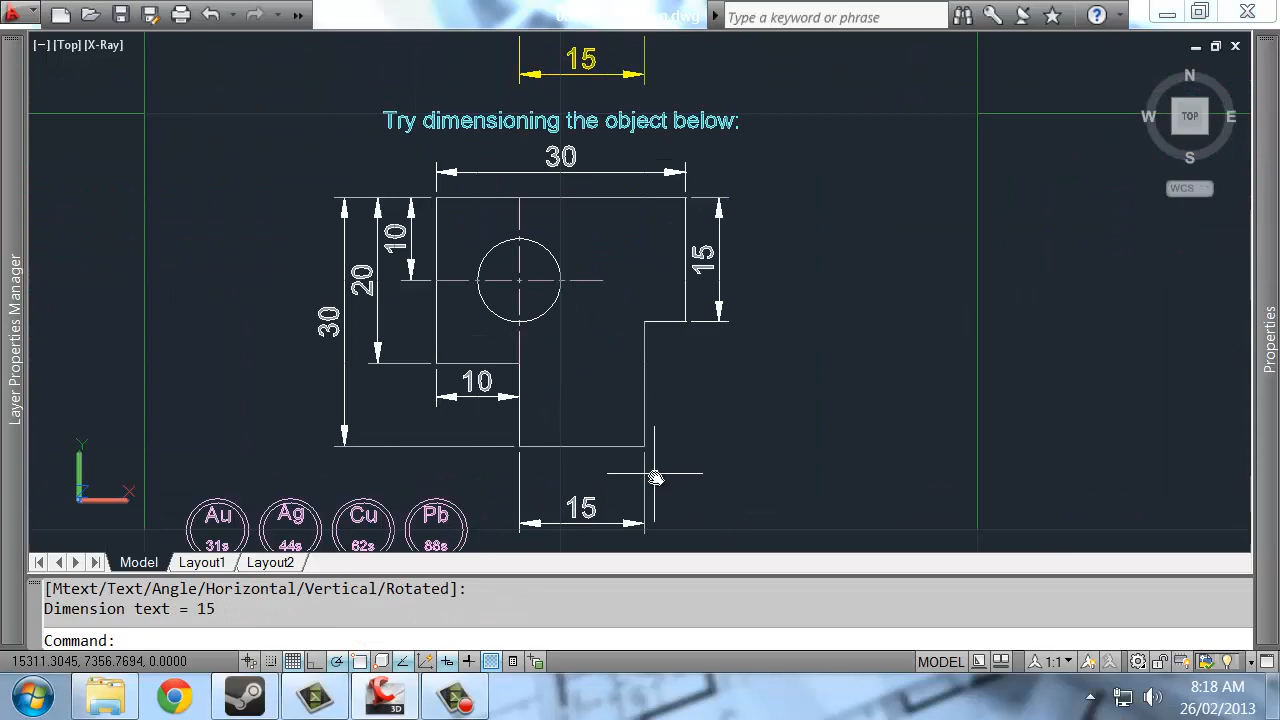 Type a keyword or phrase
[−] [Top] [X-Ray]
N
W TOP E
S
WCS
15
Try dimensioning the object below:
30
10
20
30
15
10
15
Y
X
Au Ag Cu Pb
31s 44s 62s 88s
Layer Properties Manager
Properties
Model Layout1 Layout2
[Mtext/Text/Angle/Horizontal/Vertical/Rotated]:
Dimension text = 15
Command:
15311.3045, 7356.7694, 0.0000 MODEL 1:1
3D
8:18 AM
26/02/2013